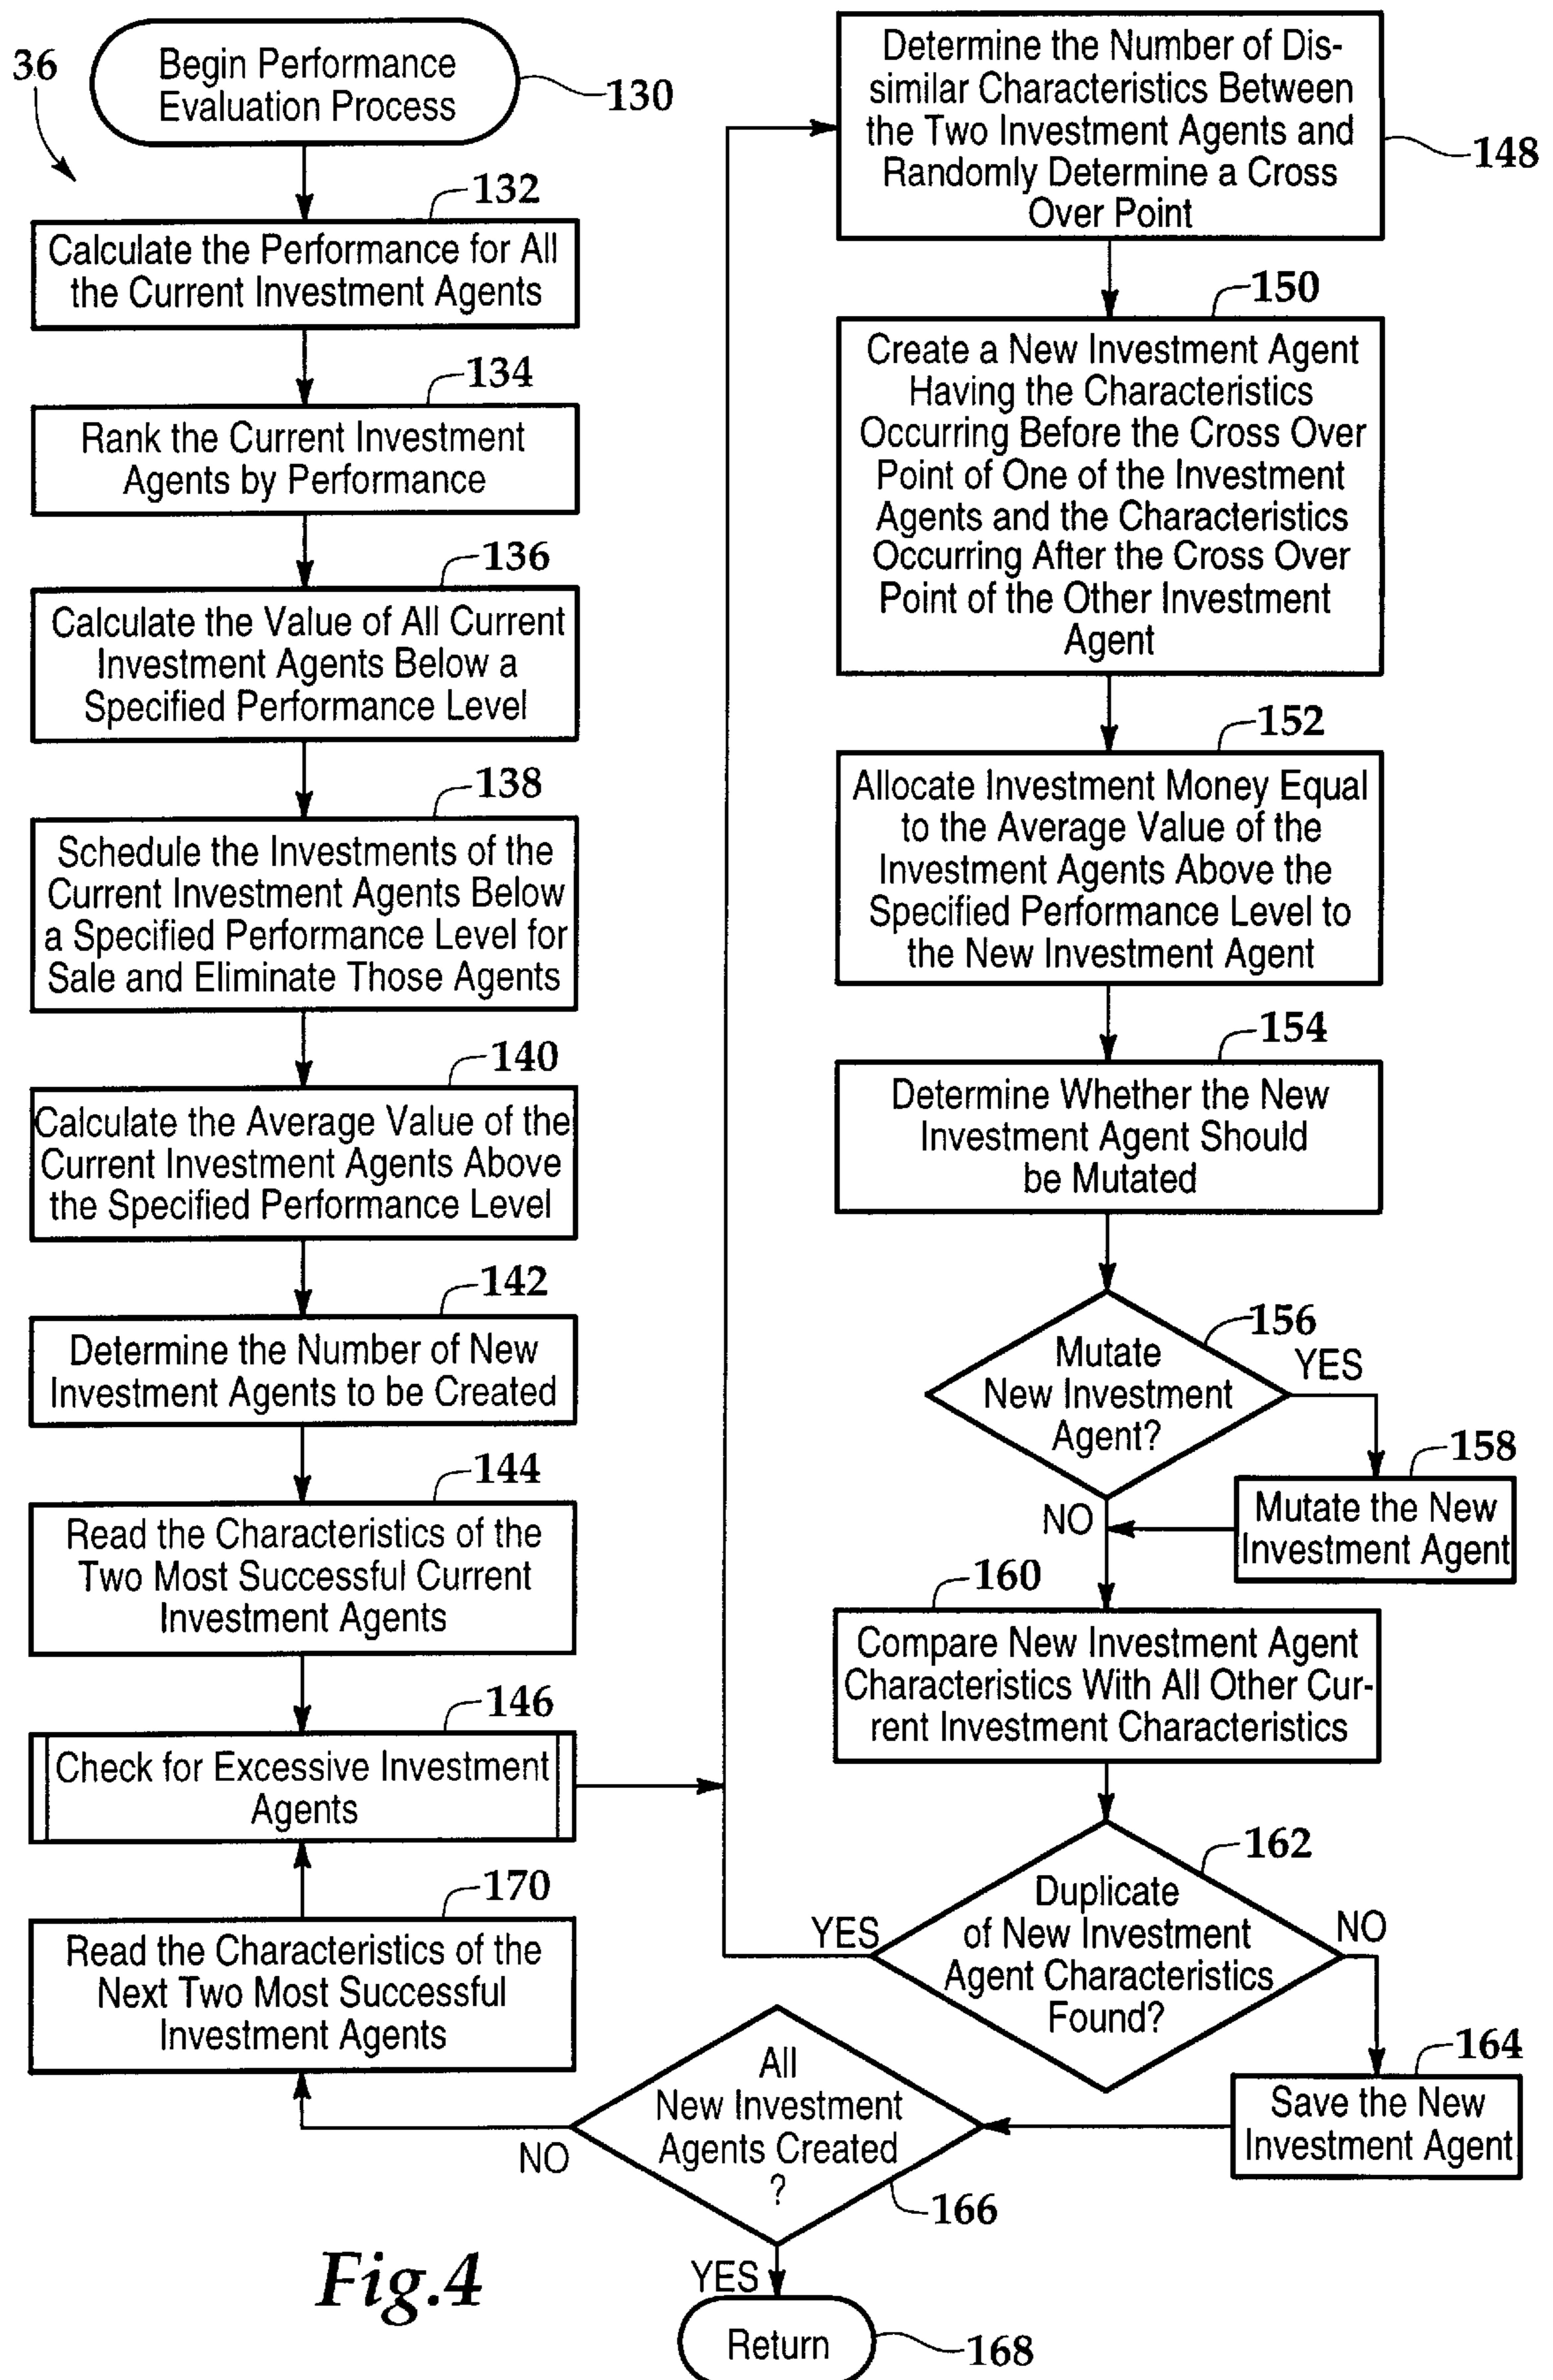 36
Begin Performance
Evaluation Process
130
132
Calculate the Performance for All
the Current Investment Agents
134
Rank the Current Investment
Agents by Performance
136
Calculate the Value of All Current
Investment Agents Below a
Specified Performance Level
138
Schedule the Investments of the
Current Investment Agents Below
a Specified Performance Level for
Sale and Eliminate Those Agents
140
Calculate the Average Value of the
Current Investment Agents Above
the Specified Performance Level
142
Determine the Number of New
Investment Agents to be Created
144
Read the Characteristics of the
Two Most Successful Current
Investment Agents
146
Check for Excessive Investment
Agents
170
Read the Characteristics of the
Next Two Most Successful
Investment Agents
Determine the Number of Dis-
similar Characteristics Between
the Two Investment Agents and
Randomly Determine a Cross
Over Point
148
150
Create a New Investment Agent
Having the Characteristics
Occurring Before the Cross Over
Point of One of the Investment
Agents and the Characteristics
Occurring After the Cross Over
Point of the Other Investment
Agent
152
Allocate Investment Money Equal
to the Average Value of the
Investment Agents Above the
Specified Performance Level to
the New Investment Agent
154
Determine Whether the New
Investment Agent Should
be Mutated
156
Mutate
New Investment
Agent?
YES
158
Mutate the New
Investment Agent
NO
160
Compare New Investment Agent
Characteristics With All Other Cur-
rent Investment Characteristics
162
Duplicate
of New Investment
Agent Characteristics
Found?
YES
NO
164
Save the New
Investment Agent
All
New Investment
Agents Created
?
166
NO
YES
Return
168
Fig.4